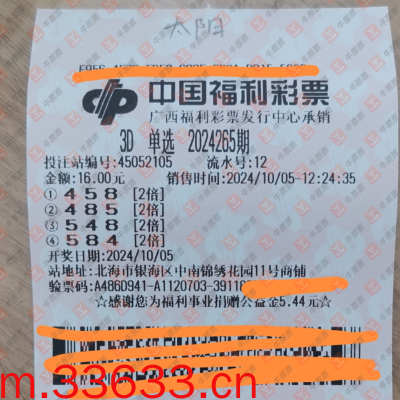 太阳
中国福利彩票
广西福利彩票发行中心承销
3D 单选 2024265期
投注站编号:45052105 流水号:12
金额:16.00元 销售时间:2024/10/05-12:24:35
① 4 5 8 [2倍]
② 4 8 5 [2倍]
③ 5 4 8 [2倍]
④ 5 8 4 [2倍]
开奖日期:2024/10/05
站地址:北海市银海区中南锦绣花园11号商铺
验票码:A486D941-A1120703-39118
☆感谢您为福利事业捐赠公益金5.44元☆
m.33633.cn